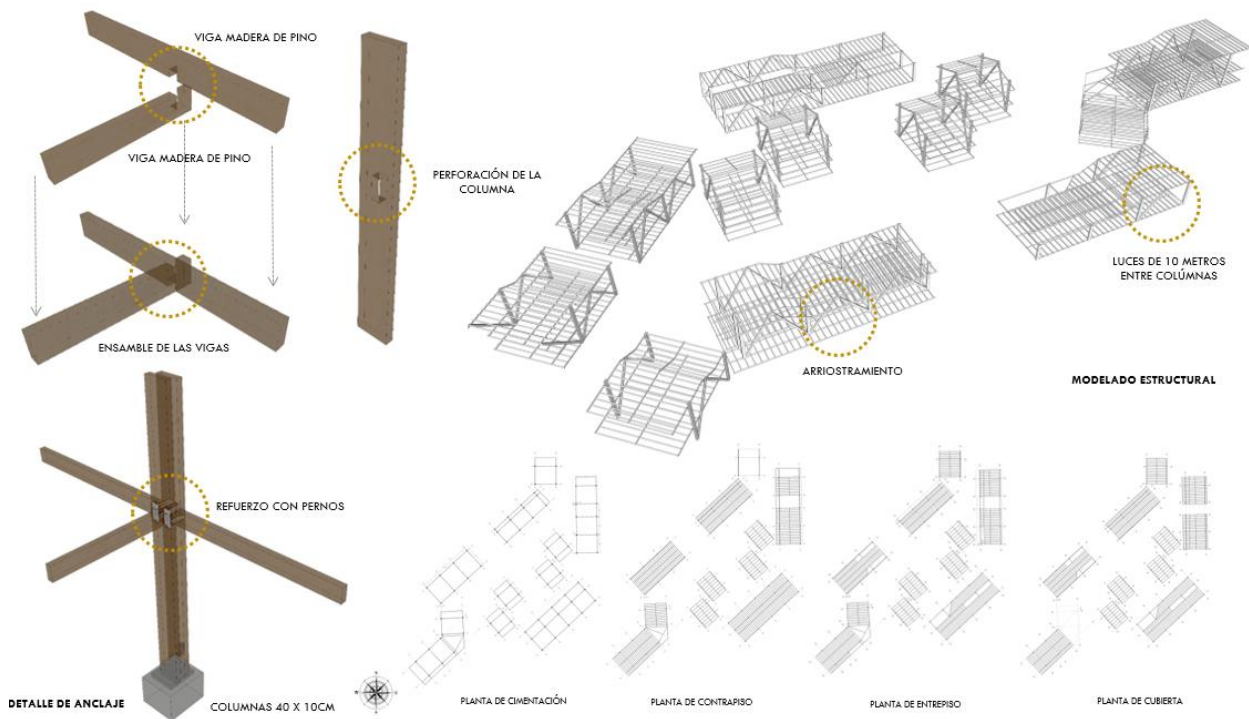 VIGA MADERA DE PINO
VIGA MADERA DE PINO
ENSAMBLE DE LAS VIGAS
PERFORACIÓN DE LA
COLUMNA
REFUERZO CON PERNOS
DETALLE DE ANCLAJE
COLUMNAS 40 X 10CM
ARRIOSTRAMIENTO
LUCES DE 10 METROS
ENTRE COLÚMNAS
MODELADO ESTRUCTURAL
PLANTA DE CIMENTACIÓN
PLANTA DE CONTRAPISO
PLANTA DE ENTREPISO
PLANTA DE CUBIERTA